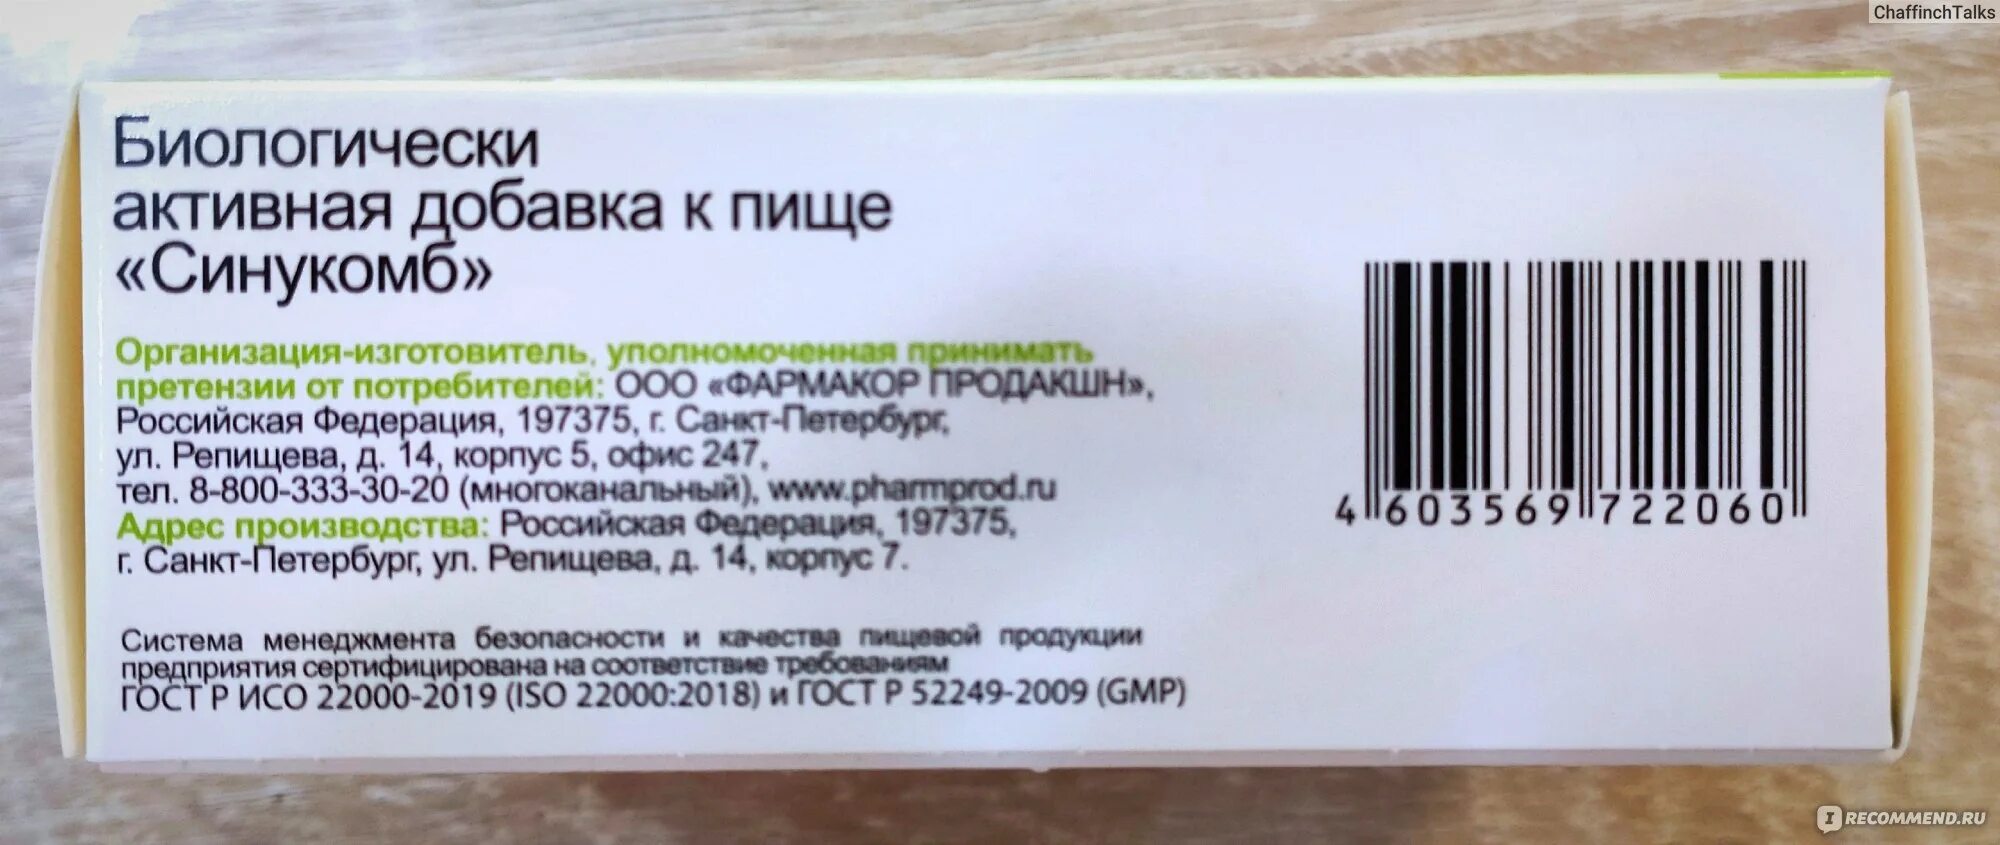 ChaffinchTalks
Биологически
активная добавка к пище
«Синукомб»
Организация-изготовитель, уполномоченная принимать
претензии от потребителей: ООО «ФАРМАКОР ПРОДАКШН»,
Российская Федерация, 197375, г. Санкт-Петербург,
ул. Репищева, д. 14, корпус 5, офис 247,
тел. 8-800-333-30-20 (многоканальный), www.pharmprod.ru
Адрес производства: Российская Федерация, 197375,
г. Санкт-Петербург, ул. Репищева, д. 14, корпус 7.
Система менеджмента безопасности и качества пищевой продукции
предприятия сертифицирована на соответствие требованиям
ГОСТ Р ИСО 22000-2019 (ISO 22000:2018) и ГОСТ Р 52249-2009 (GMP)
4 603569 722060
I RECOMMEND.RU